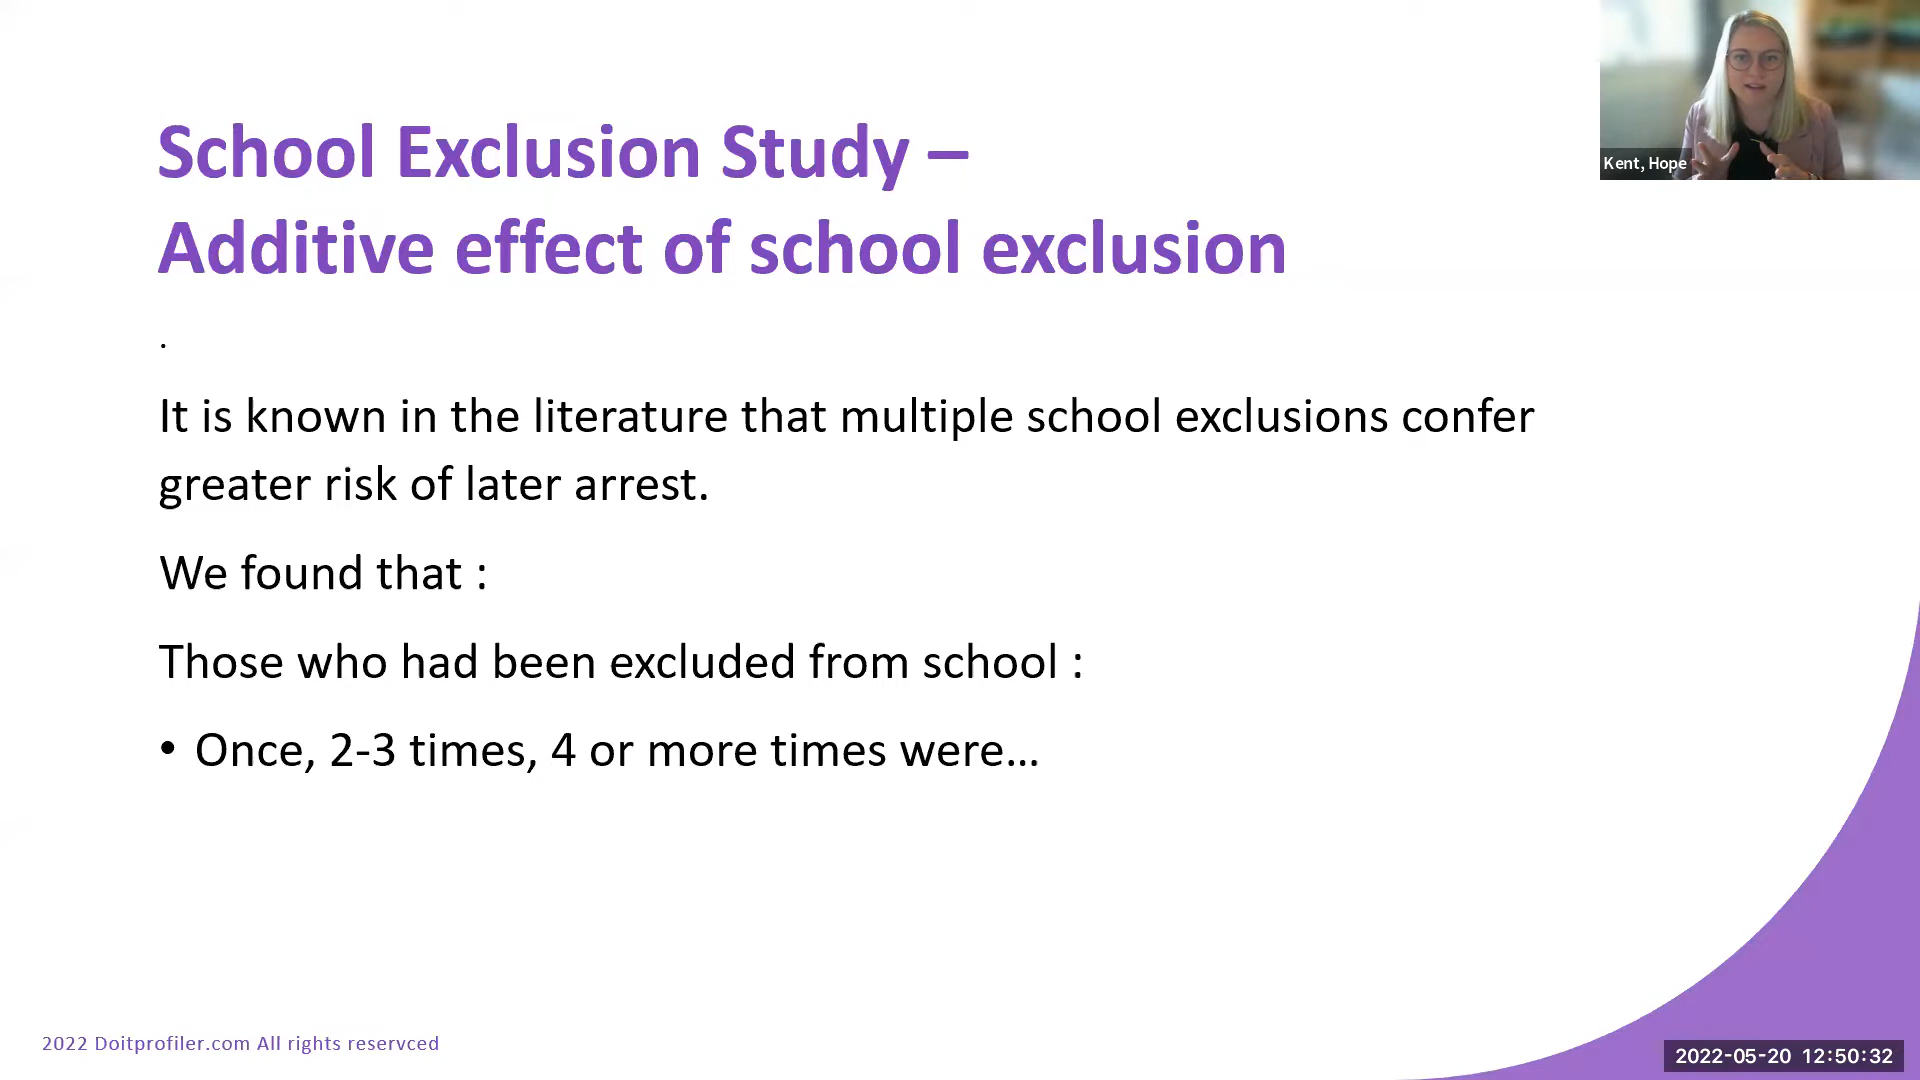 School Exclusion Study –
Additive effect of school exclusion
.
It is known in the literature that multiple school exclusions confer
greater risk of later arrest.
We found that :
Those who had been excluded from school :
• Once, 2-3 times, 4 or more times were...
Kent, Hope
2022 Doitprofiler.com All rights reservced
2022-05-20 12:50:32